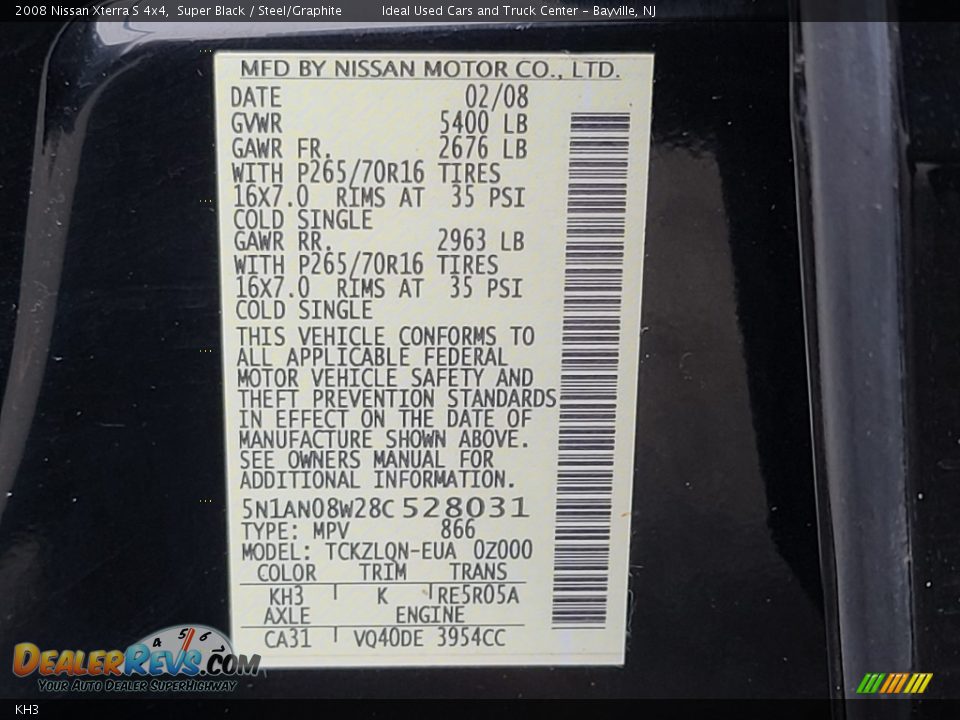 2008 Nissan Xterra S 4x4,  Super Black / Steel/Graphite    Ideal Used Cars and Truck Center - Bayville, NJ
MFD BY NISSAN MOTOR CO., LTD.
DATE 02/08
GVWR 5400 LB
GAWR FR. 2676 LB
WITH P265/70R16 TIRES
16X7.0 RIMS AT 35 PSI
COLD SINGLE
GAWR RR. 2963 LB
WITH P265/70R16 TIRES
16X7.0 RIMS AT 35 PSI
COLD SINGLE
THIS VEHICLE CONFORMS TO
ALL APPLICABLE FEDERAL
MOTOR VEHICLE SAFETY AND
THEFT PREVENTION STANDARDS
IN EFFECT ON THE DATE OF
MANUFACTURE SHOWN ABOVE.
SEE OWNERS MANUAL FOR
ADDITIONAL INFORMATION.
5N1AN08W28C528031
TYPE: MPV 866
MODEL: TCKZLQN-EUA 0Z000
COLOR TRIM TRANS
KH3 K RE5R05A
AXLE ENGINE
CA31 VQ40DE 3954CC
4 5 6
DEALERREVS.COM
YOUR AUTO DEALER SUPERHIGHWAY
KH3